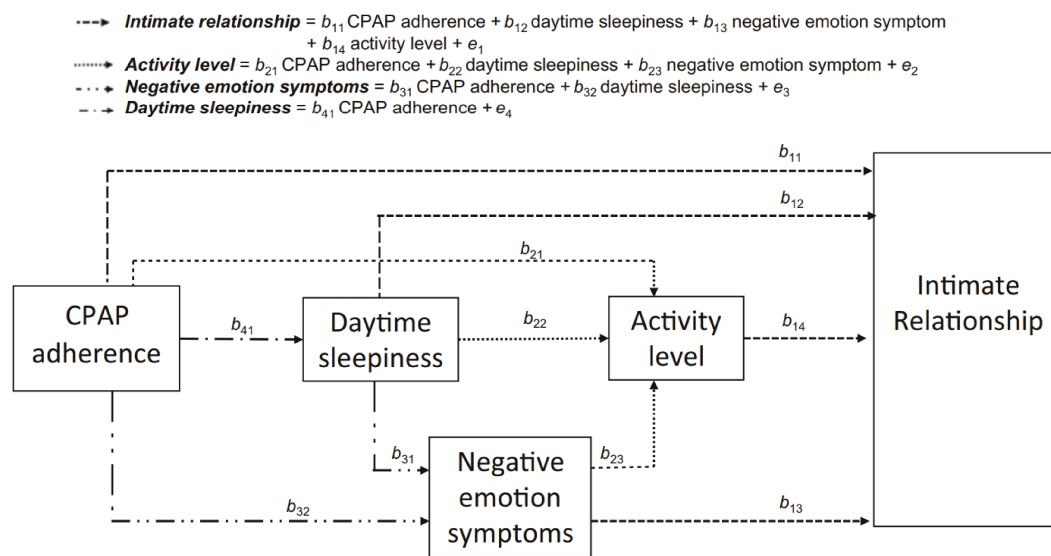 Intimate relationship = b11 CPAP adherence + b12 daytime sleepiness + b13 negative emotion symptom
+ b14 activity level + e1
Activity level = b21 CPAP adherence + b22 daytime sleepiness + b23 negative emotion symptom + e2
Negative emotion symptoms = b31 CPAP adherence + b32 daytime sleepiness + e3
Daytime sleepiness = b41 CPAP adherence + e4
b11
b12
b21
CPAP
adherence
b41
Daytime
sleepiness
b22
Activity
level
b14
Intimate
Relationship
b31
b32
Negative
emotion
symptoms
b23
b13